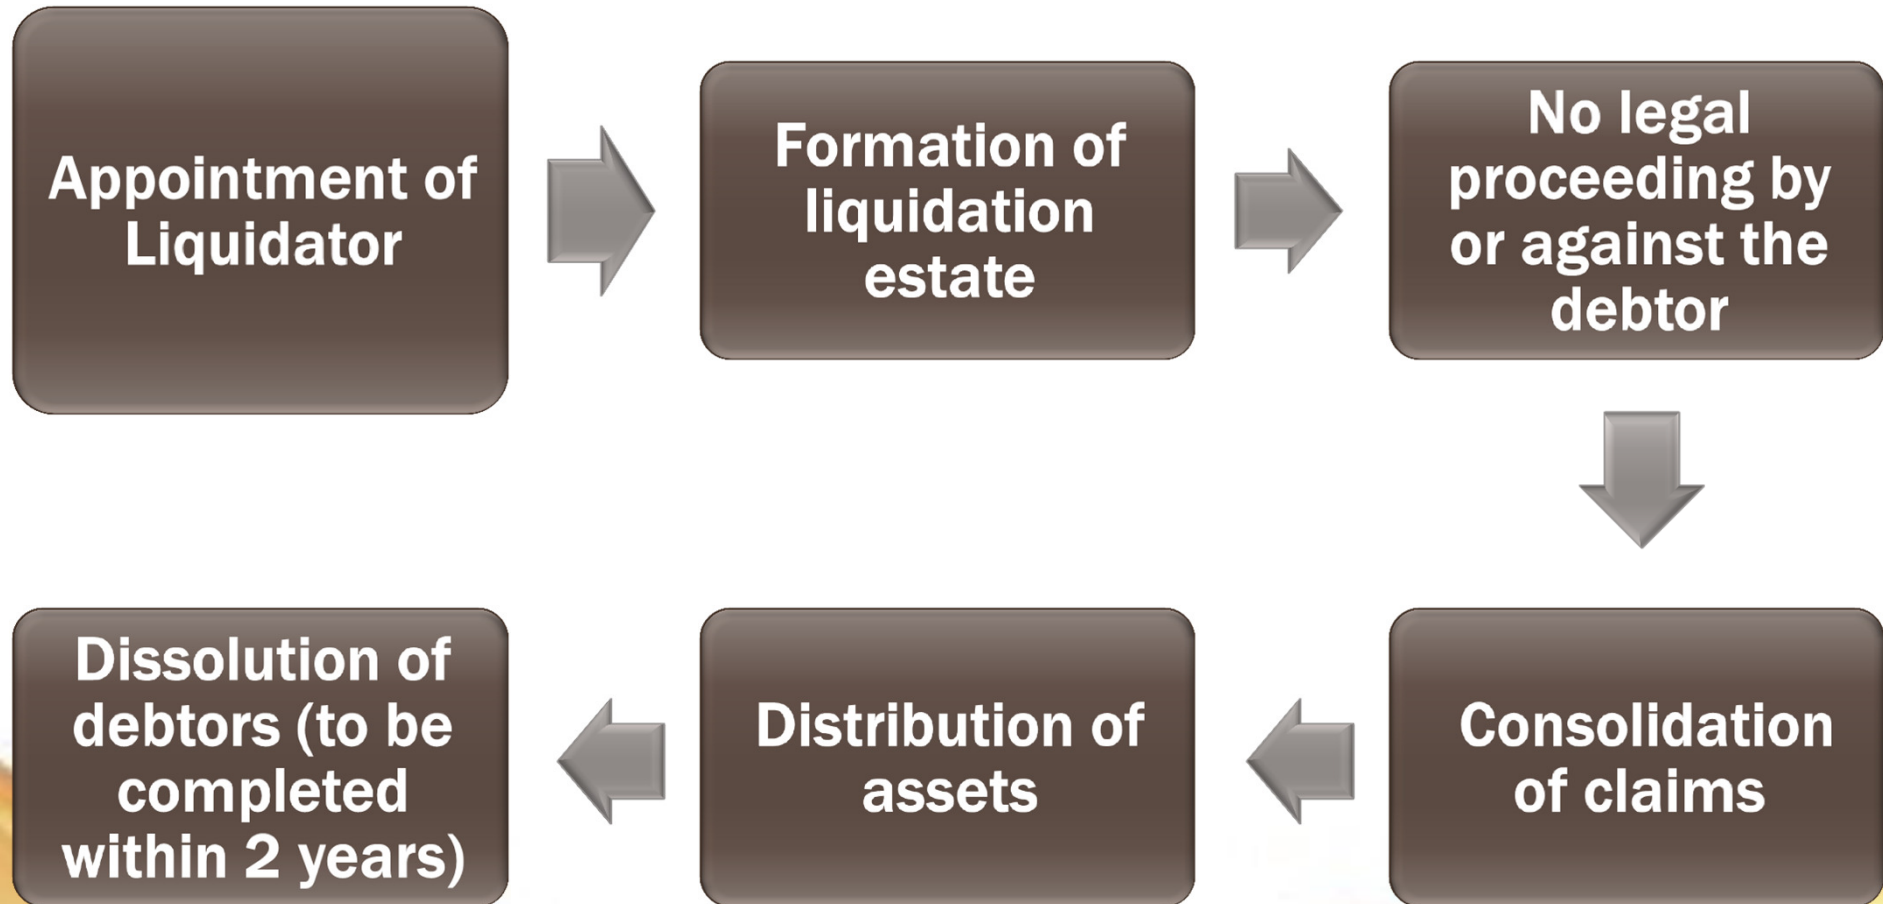 Appointment of
Liquidator
Formation of
liquidation
estate
No legal
proceeding by
or against the
debtor
Consolidation
of claims
Distribution of
assets
Dissolution of
debtors (to be
completed
within 2 years)